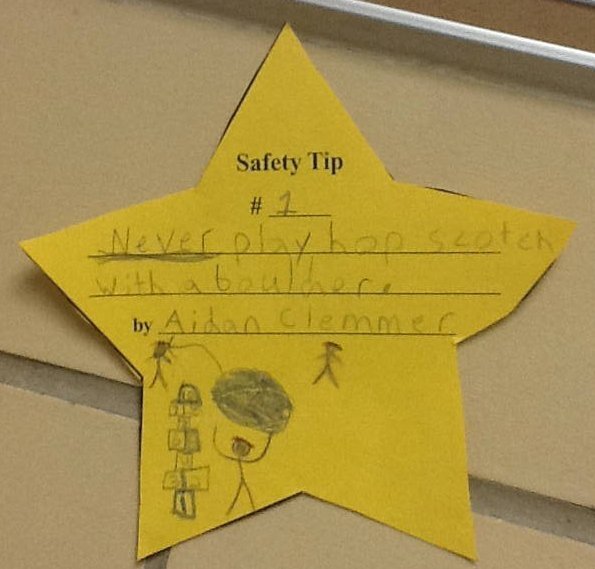 Safety Tip
# 1
Never play hop scotch
with a boulder.
by Aidan Clemmer